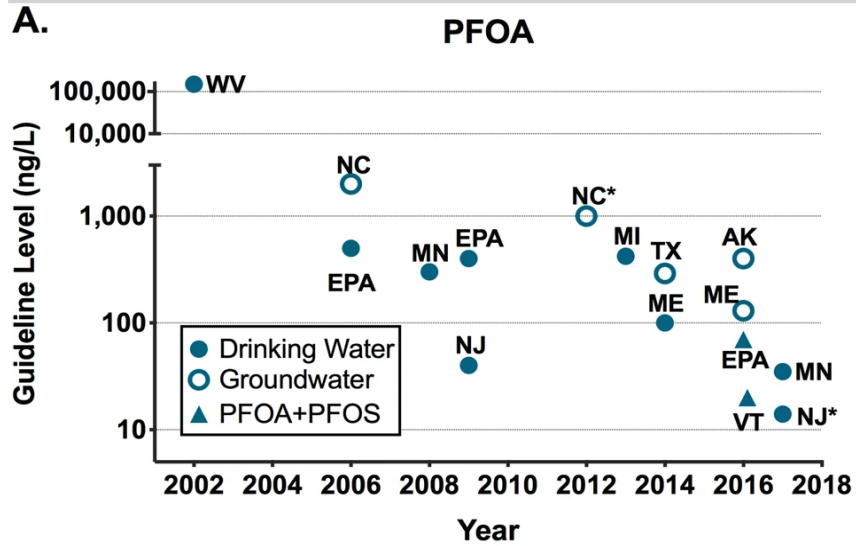 A.
PFOA
Guideline Level (ng/L)
100,000
10,000
1,000
100
10
WV
NC
EPA
MN
EPA
NJ
NC*
MI
TX
ME
AK
ME
EPA
VT
MN
NJ*
Drinking Water
Groundwater
PFOA+PFOS
2002 2004 2006 2008 2010 2012 2014 2016 2018
Year